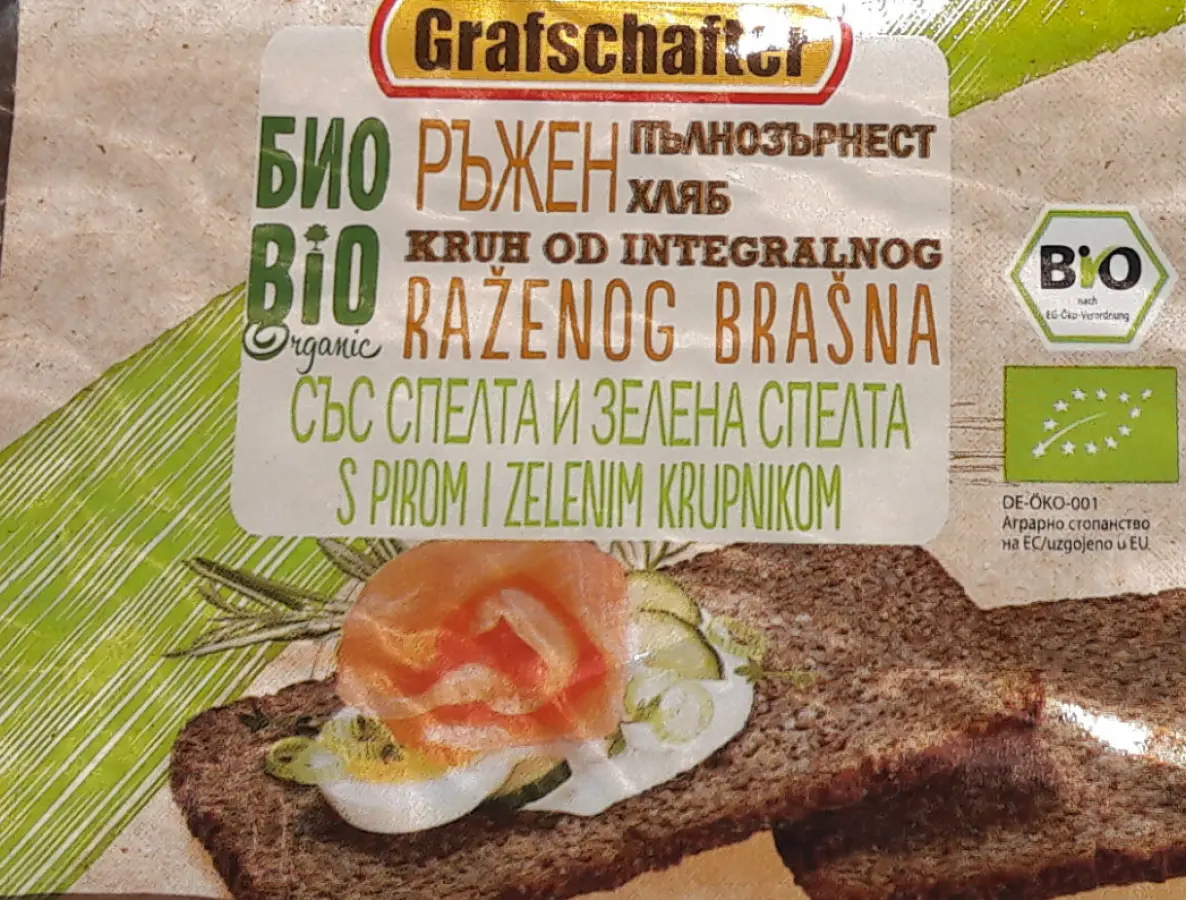 Grafschafter
БИО
BIO
Organic
РЪЖЕН ПЪЛНОЗЪРНЕСТ
ХЛЯБ
KRUH OD INTEGRALNOG
RAŽENOG BRAŠNA
СЪС СПЕЛТА И ЗЕЛЕНА СПЕЛТА
S PIROM I ZELENIM KRUPNIKOM
BiO
nach
EG-Öko-Verordnung
DE-ÖKO-001
Аграрно стопанство
на ЕС/uzgojeno u EU